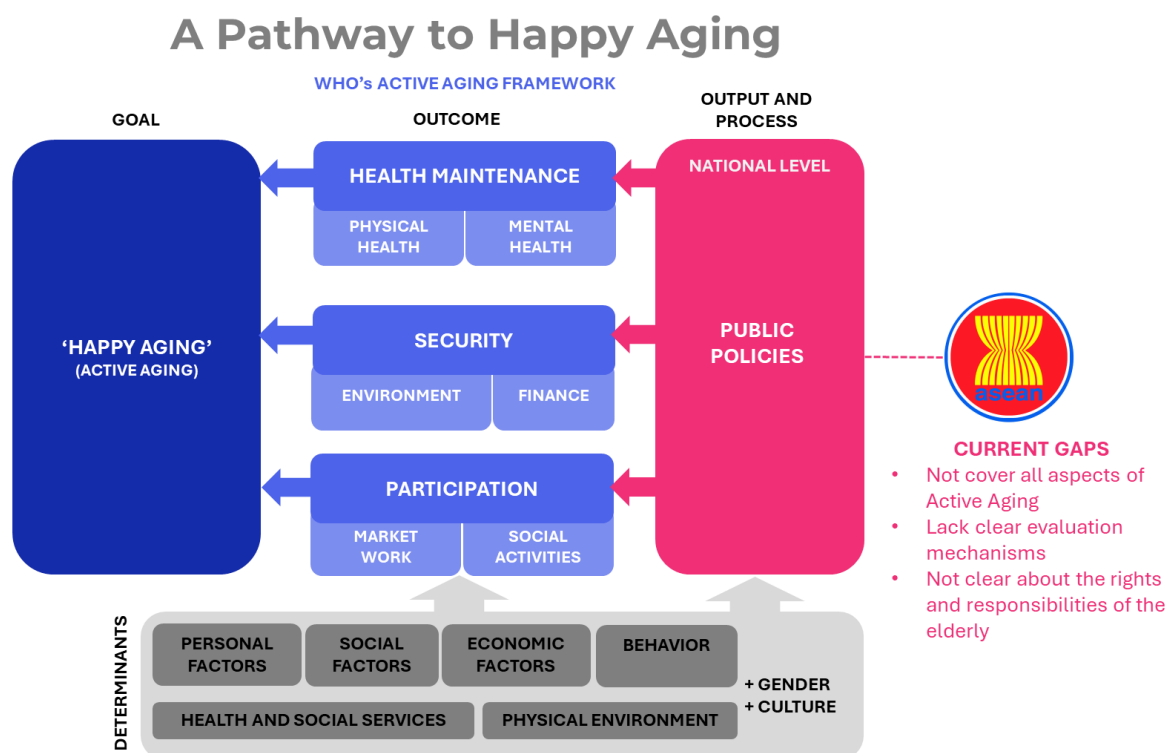 A Pathway to Happy Aging
WHO's ACTIVE AGING FRAMEWORK
GOAL
OUTCOME
OUTPUT AND
PROCESS
'HAPPY AGING'
(ACTIVE AGING)
HEALTH MAINTENANCE
PHYSICAL
HEALTH
MENTAL
HEALTH
SECURITY
ENVIRONMENT
FINANCE
PARTICIPATION
MARKET
WORK
SOCIAL
ACTIVITIES
NATIONAL LEVEL
PUBLIC
POLICIES
asean
CURRENT GAPS
• Not cover all aspects of
Active Aging
• Lack clear evaluation
mechanisms
• Not clear about the rights
and responsibilities of the
elderly
DETERMINANTS
PERSONAL
FACTORS
SOCIAL
FACTORS
ECONOMIC
FACTORS
BEHAVIOR
HEALTH AND SOCIAL SERVICES
PHYSICAL ENVIRONMENT
+ GENDER
+ CULTURE